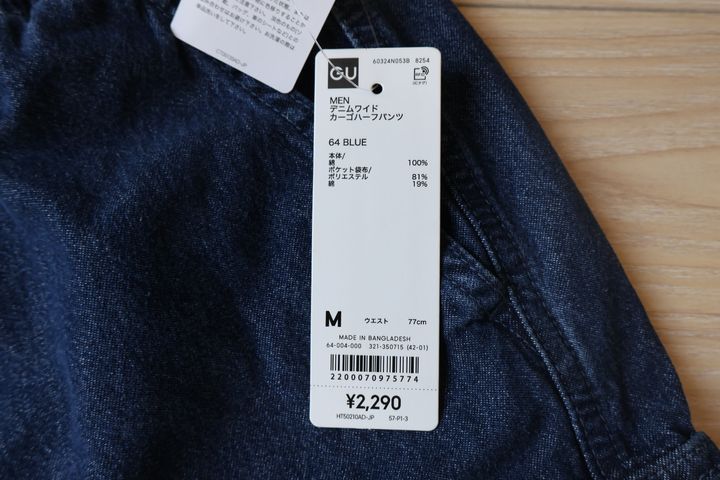 GU
60324N053B 8254
MEN
デニムワイド
カーゴハーフパンツ
64 BLUE
本体/
綿 100%
ポケット袋布/
ポリエステル 81%
綿 19%
M ウエスト 77cm
MADE IN BANGLADESH
64-004-000 321-350715 (42-01)
2200070975774
¥2,290
HT50210AD-JP 57-P1-3